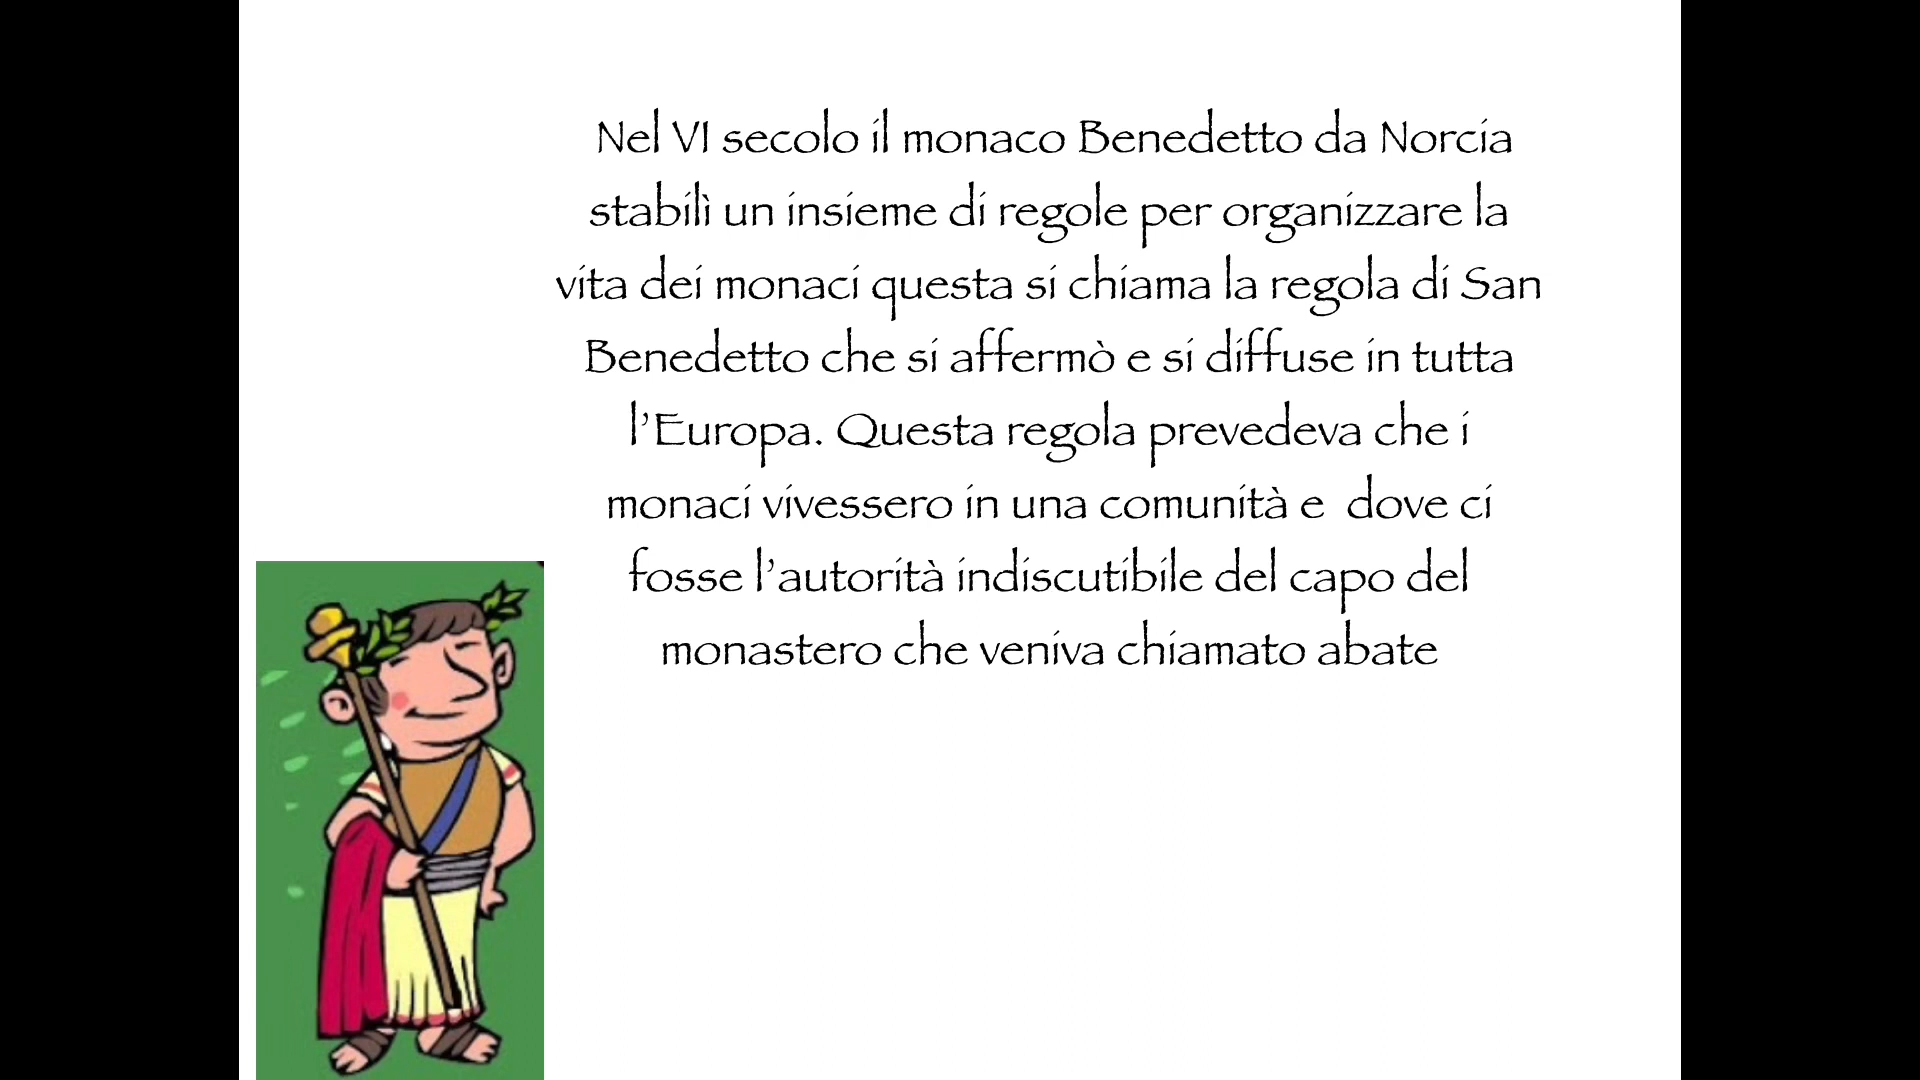 Nel VI secolo il monaco Benedetto da Norcia
stabilì un insieme di regole per organizzare la
vita dei monaci questa si chiama la regola di San
Benedetto che si affermò e si diffuse in tutta
l’Europa. Questa regola prevedeva che i
monaci vivessero in una comunità e  dove ci
fosse l’autorità indiscutibile del capo del
monastero che veniva chiamato abate